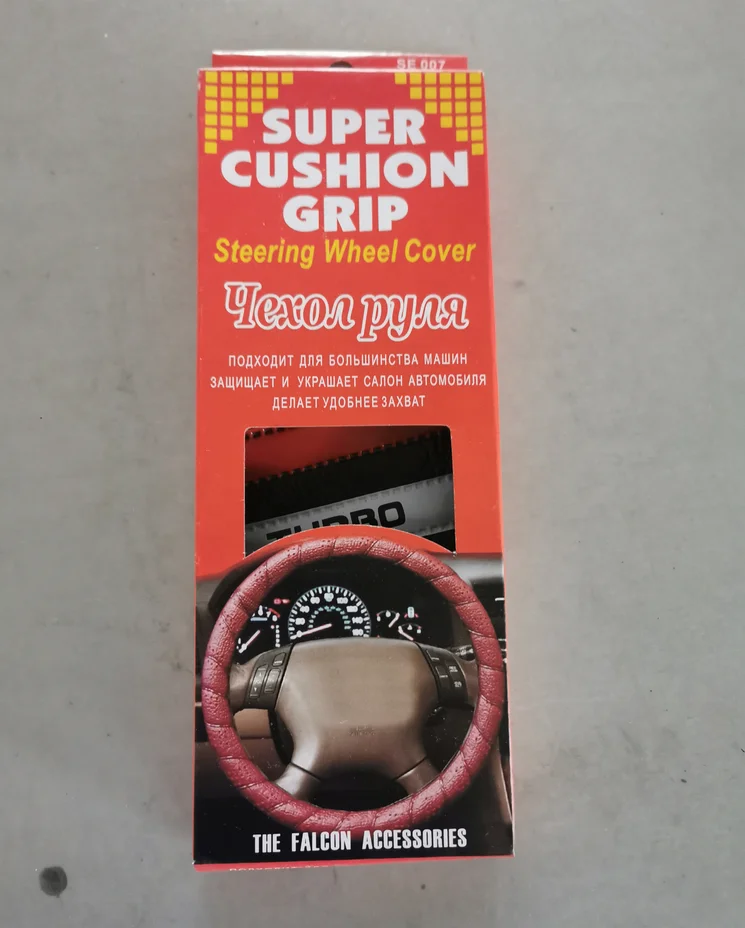 SE 007
SUPER
CUSHION
GRIP
Steering Wheel Cover
Чехол руля
ПОДХОДИТ ДЛЯ БОЛЬШИНСТВА МАШИН
ЗАЩИЩАЕТ И УКРАШАЕТ САЛОН АВТОМОБИЛЯ
ДЕЛАЕТ УДОБНЕЕ ЗАХВАТ
TURBO
THE FALCON ACCESSORIES